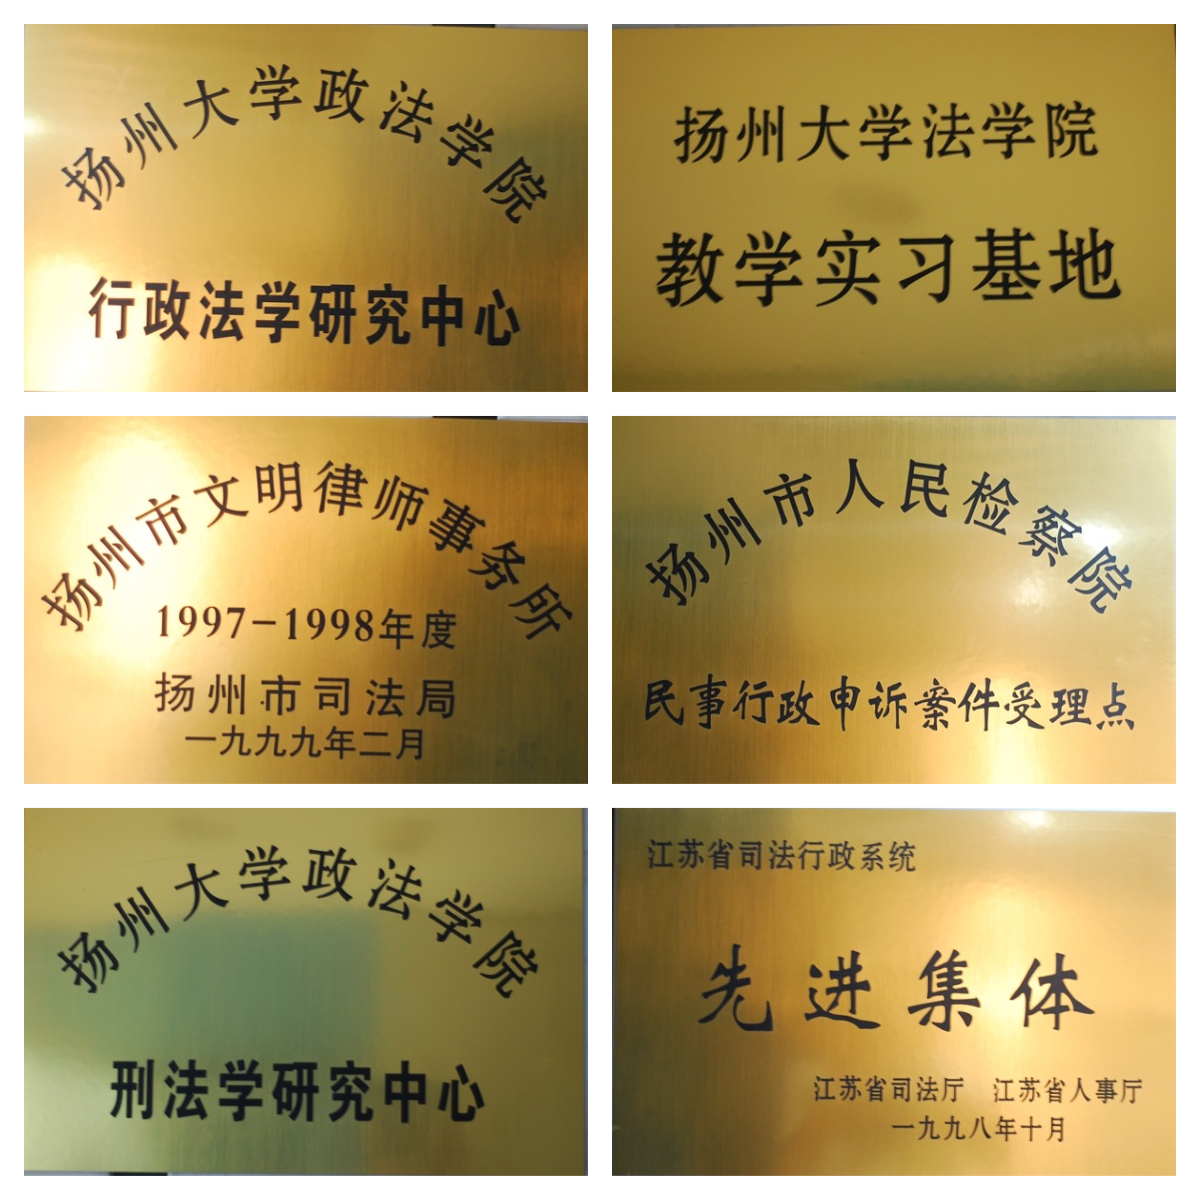 扬州大学政法学院
行政法学研究中心
扬州大学法学院
教学实习基地
扬州市文明律师事务所
1997-1998年度
扬州市司法局
一九九九年二月
扬州市人民检察院
民事行政申诉案件受理点
扬州大学政法学院
刑法学研究中心
江苏省司法行政系统
先进集体
江苏省司法厅 江苏省人事厅
一九九八年十月